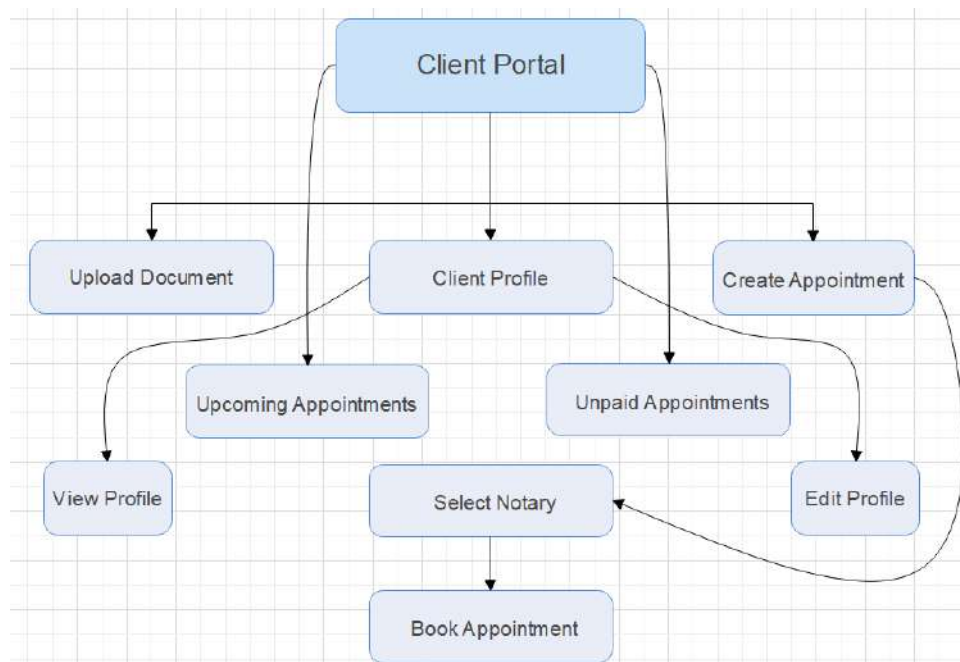 Client Portal
Upload Document
Client Profile
Create Appointment
Upcoming Appointments
Unpaid Appointments
View Profile
Select Notary
Edit Profile
Book Appointment